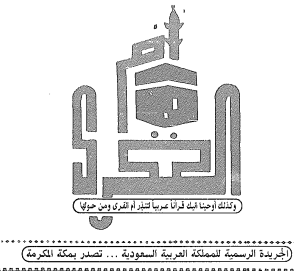 أم القرى
وكذلك أوحينا اليك قرآنا عربيا لتنذر أم القرى ومن حولها
الجريدة الرسمية للمملكة العربية السعودية ... تصدر بمكة المكرمة